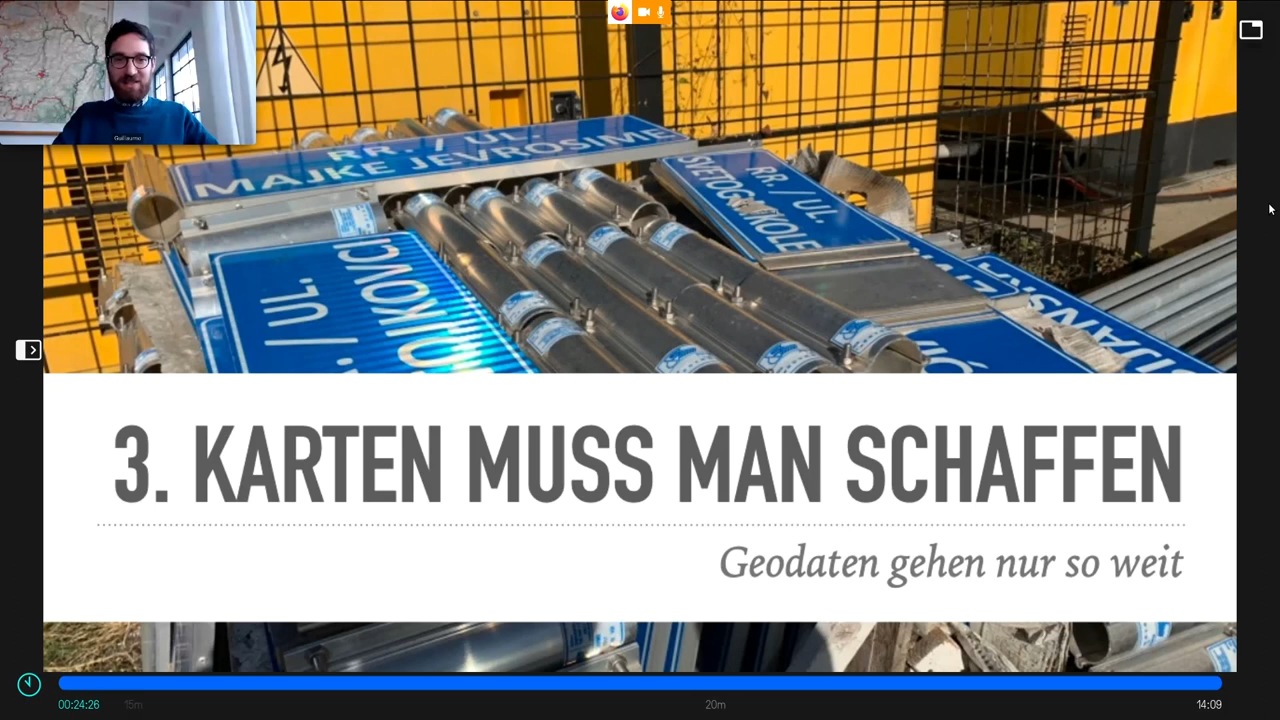 Guillaume
RR. / UL.
MAJKE JEVROSIME
RR. / UL.
/ UL.
3. KARTEN MUSS MAN SCHAFFEN
Geodaten gehen nur so weit
00:24:26
15m
20m
14:09